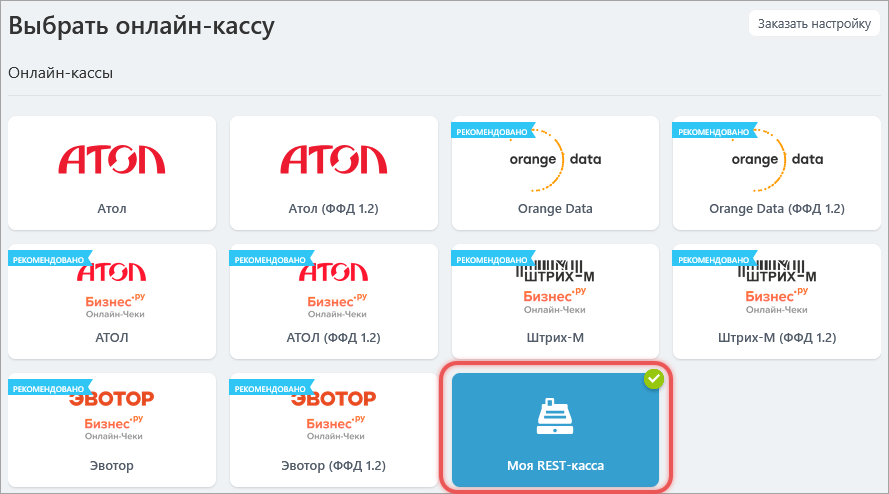 Выбрать онлайн-кассу
Заказать настройку
Онлайн-кассы
АТОЛ
Атол
АТОЛ
Атол (ФФД 1.2)
РЕКОМЕНДОВАНО
orange data
Orange Data
РЕКОМЕНДОВАНО
orange data
Orange Data (ФФД 1.2)
РЕКОМЕНДОВАНО
АТОЛ
Бизнес.ру
Онлайн-Чеки
АТОЛ
РЕКОМЕНДОВАНО
АТОЛ
Бизнес.ру
Онлайн-Чеки
АТОЛ (ФФД 1.2)
РЕКОМЕНДОВАНО
ШТРИХ-М
Бизнес.ру
Онлайн-Чеки
Штрих-М
РЕКОМЕНДОВАНО
ШТРИХ-М
Бизнес.ру
Онлайн-Чеки
Штрих-М (ФФД 1.2)
РЕКОМЕНДОВАНО
ЭВОТОР
Бизнес.ру
Онлайн-Чеки
Эвотор
РЕКОМЕНДОВАНО
ЭВОТОР
Бизнес.ру
Онлайн-Чеки
Эвотор (ФФД 1.2)
Моя REST-касса